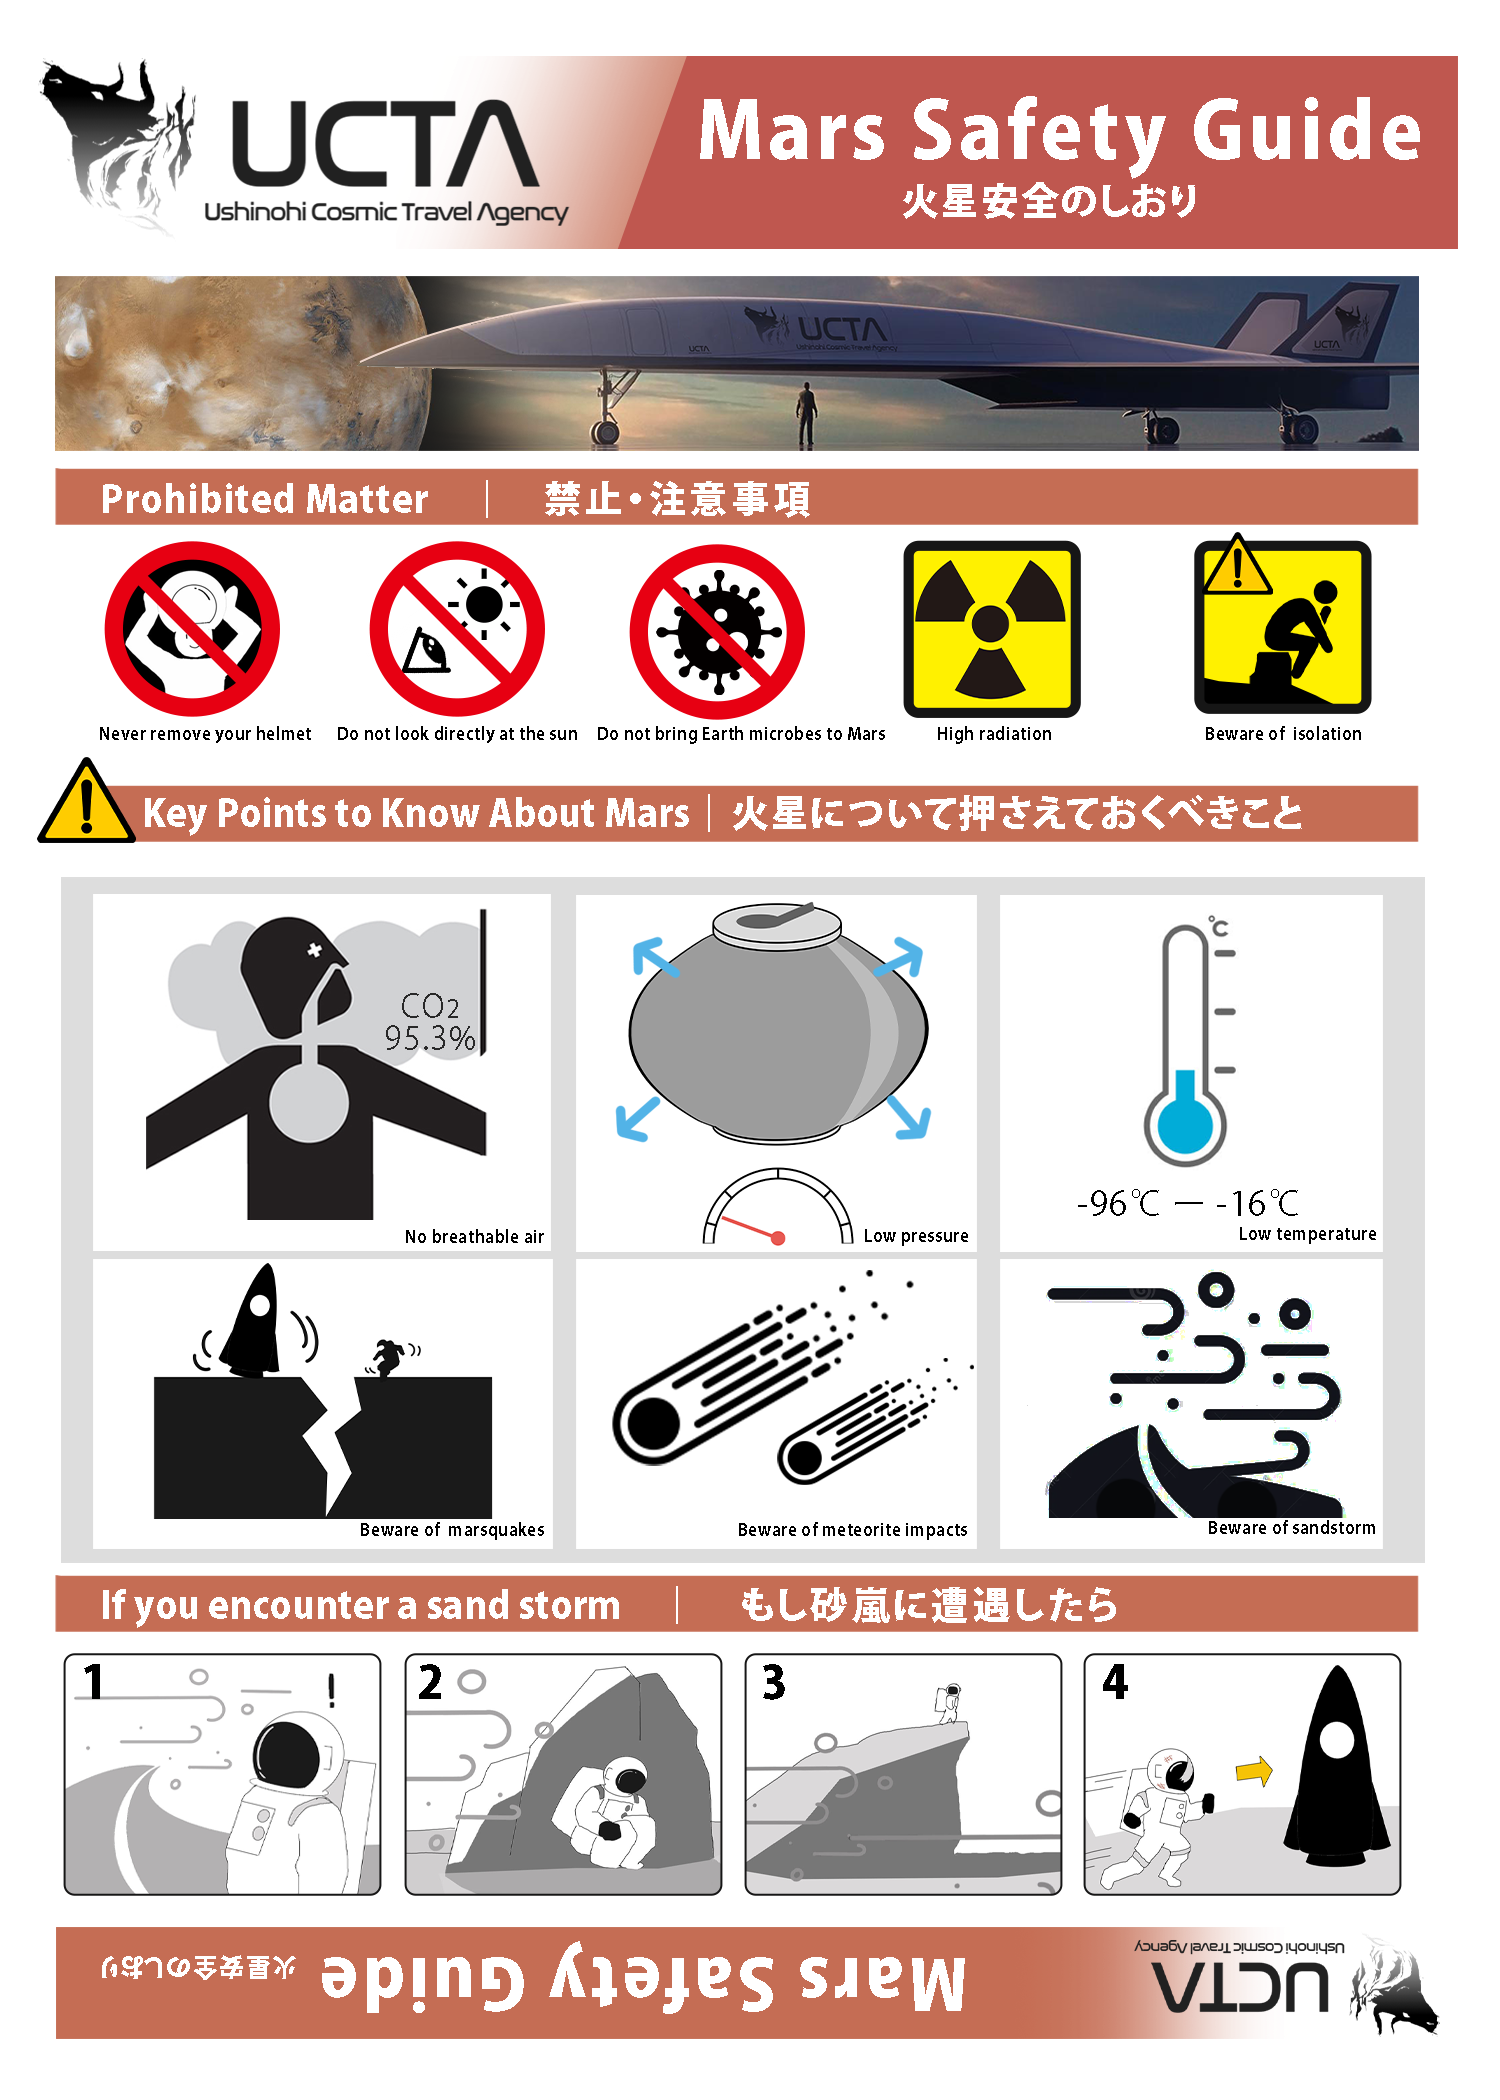 UCTA
Ushinohi Cosmic Travel Agency
Mars Safety Guide
火星安全のしおり
UCTA
UCTA
Ushinohi Cosmic Travel Agency
UCTA
Prohibited Matter
禁止・注意事項
Never remove your helmet
Do not look directly at the sun
Do not bring Earth microbes to Mars
High radiation
Beware of isolation
Key Points to Know About Mars
火星について押さえておくべきこと
CO2
95.3%
No breathable air
Low pressure
℃
-96℃ — -16℃
Low temperature
Beware of marsquakes
Beware of meteorite impacts
Beware of sandstorm
If you encounter a sand storm
もし砂嵐に遭遇したら
1
!
2
3
4
Mars Safety Guide
火星安全のしおり
UCTA
Ushinohi Cosmic Travel Agency